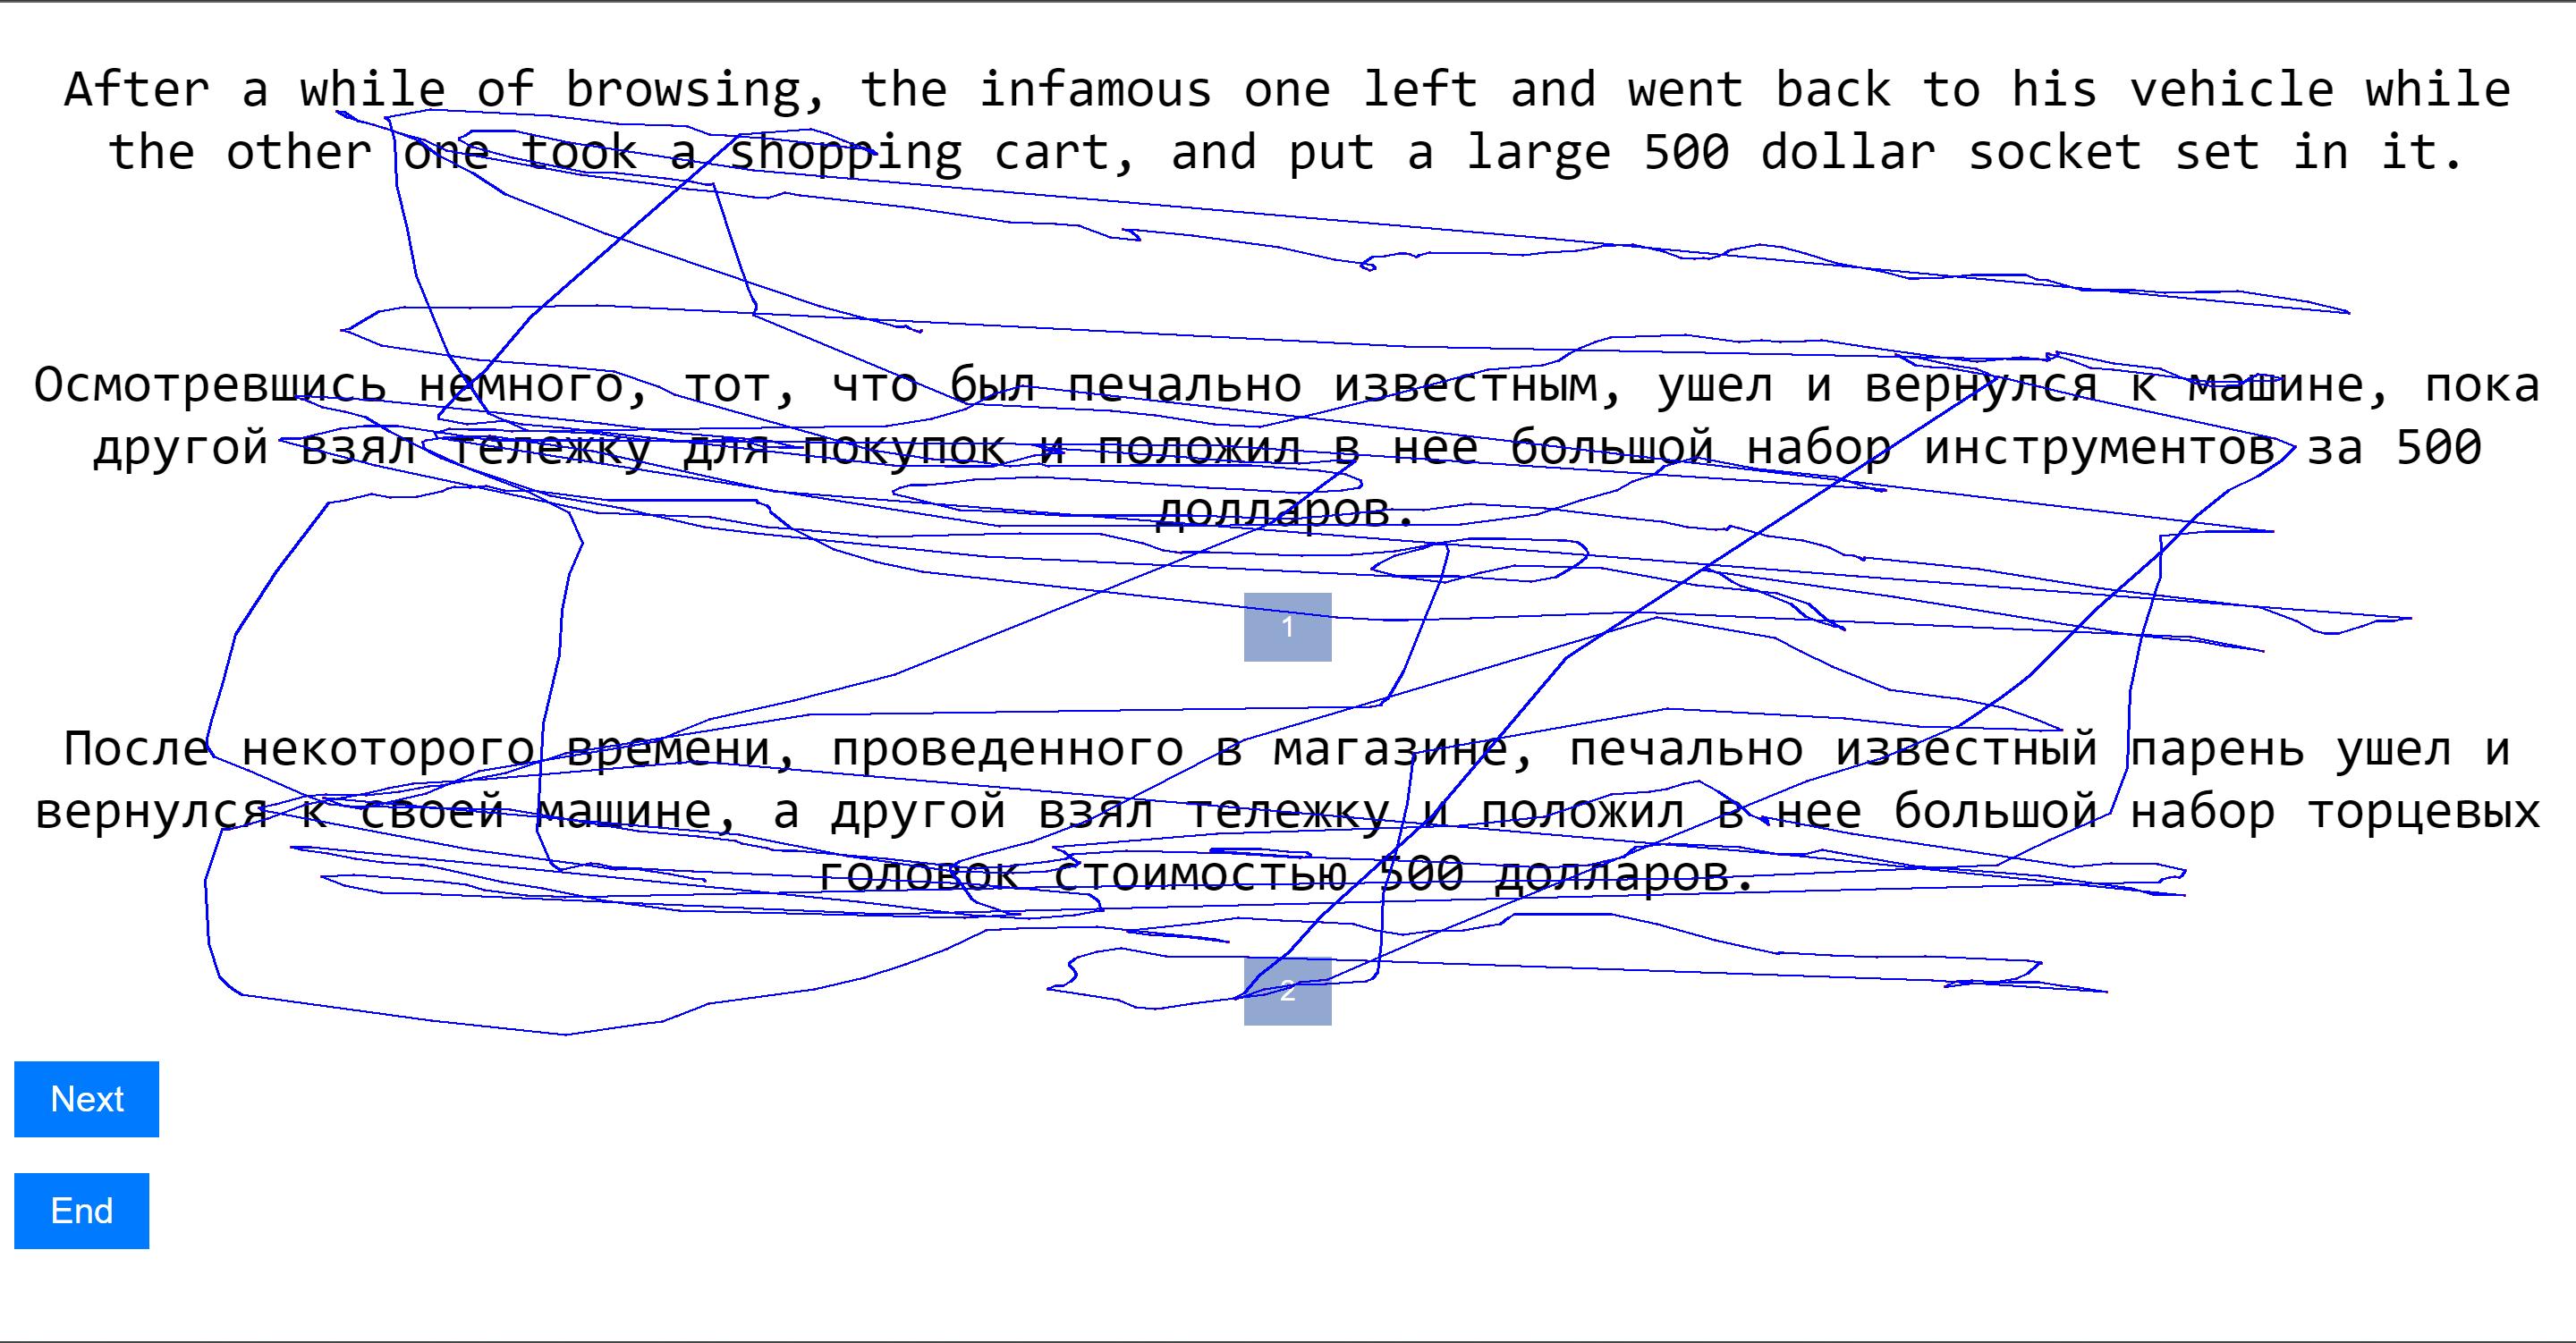 After a while of browsing, the infamous one left and went back to his vehicle while
the other one took a shopping cart, and put a large 500 dollar socket set in it.
Осмотревшись немного, тот, что был печально известным, ушел и вернулся к машине, пока
другой взял тележку для покупок и положил в нее большой набор инструментов за 500
долларов.
1
После некоторого времени, проведенного в магазине, печально известный парень ушел и
вернулся к своей машине, а другой взял тележку и положил в нее большой набор торцевых
головок стоимостью 500 долларов.
2
Next
End